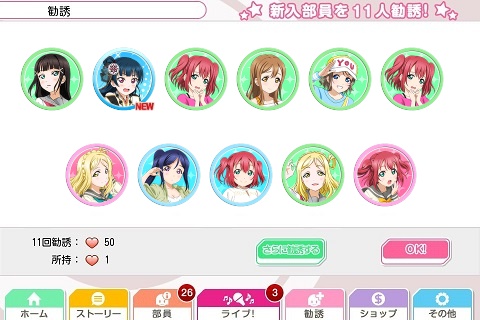 勧誘
新入部員を11人勧誘!
NEW
YOU
11回勧誘: 50
所持: 1
さらに勧誘する
OK!
26
3
ホーム
ストーリー
部員
ライブ!
勧誘
ショップ
その他